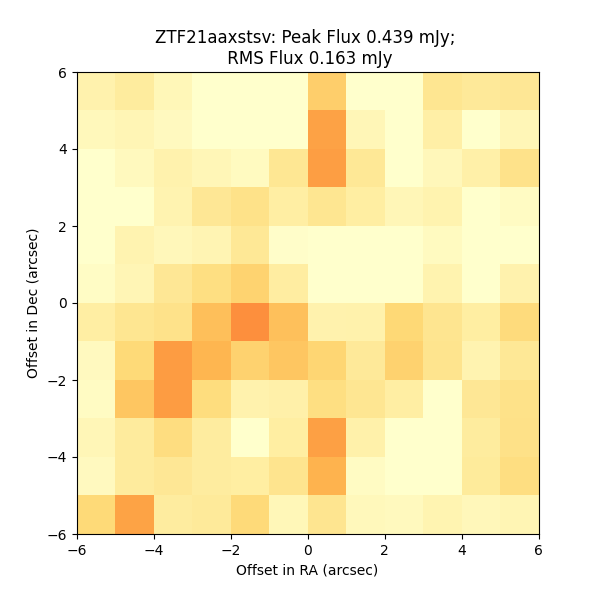 ZTF21aaxstsv: Peak Flux 0.439 mJy;
RMS Flux 0.163 mJy
6
4
2
0
−2
−4
−6
Offset in Dec (arcsec)
−6 −4 −2 0 2 4 6
Offset in RA (arcsec)